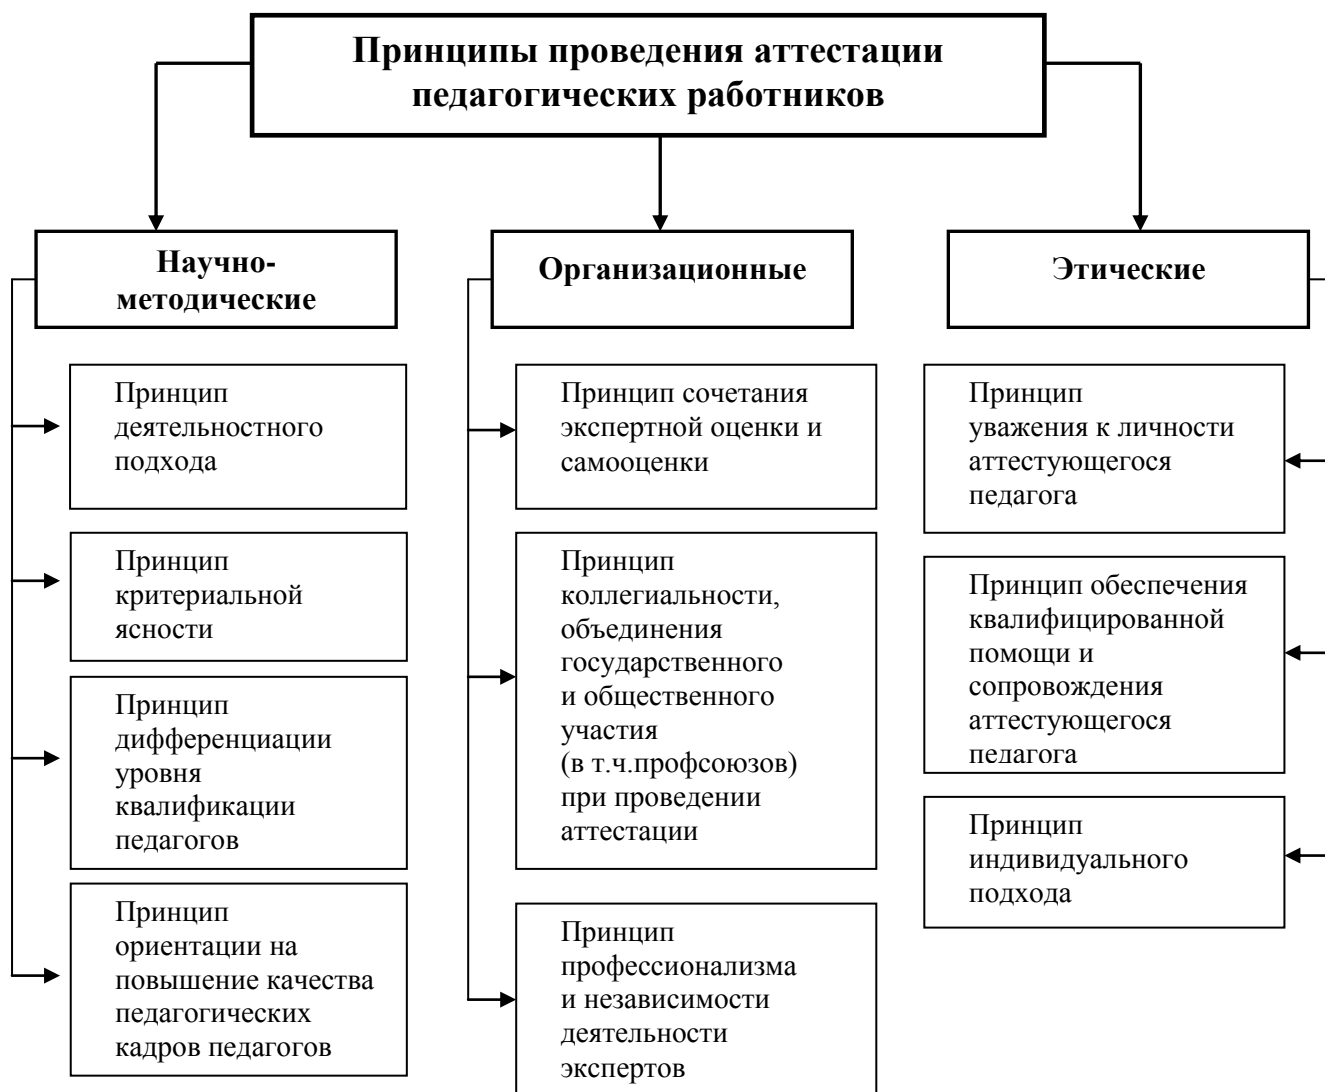 Принципы проведения аттестации
педагогических работников
Научно-
методические
Принцип
деятельностного
подхода
Принцип
критериальной
ясности
Принцип
дифференциации
уровня
квалификации
педагогов
Принцип
ориентации на
повышение качества
педагогических
кадров педагогов
Организационные
Принцип сочетания
экспертной оценки и
самооценки
Принцип
коллегиальности,
объединения
государственного
и общественного
участия
(в т.ч.профсоюзов)
при проведении
аттестации
Принцип
профессионализма
и независимости
деятельности
экспертов
Этические
Принцип
уважения к личности
аттестующегося
педагога
Принцип обеспечения
квалифицированной
помощи и
сопровождения
аттестующегося
педагога
Принцип
индивидуального
подхода